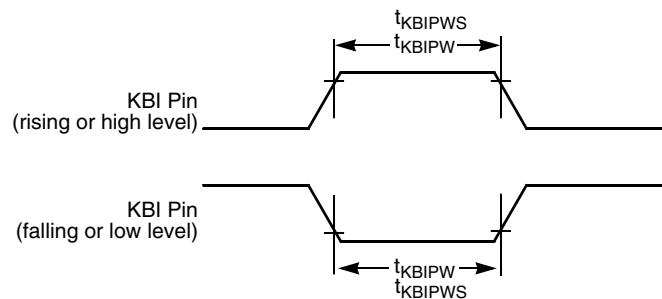 tKBIPWS
tKBIPW
KBI Pin
(rising or high level)
KBI Pin
(falling or low level)
tKBIPW
tKBIPWS